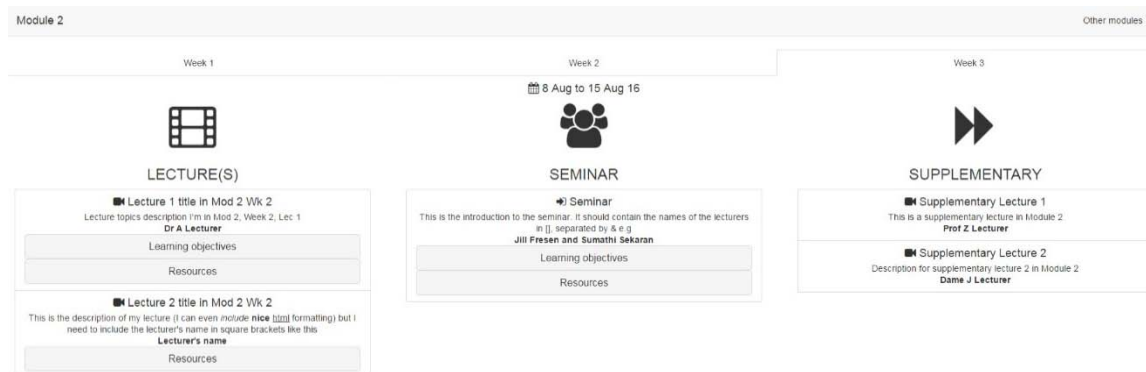 Module 2
Other modules
Week 1
Week 2
Week 3
8 Aug to 15 Aug 16
LECTURE(S)
Lecture 1 title in Mod 2 Wk 2
Lecture topics description I'm in Mod 2, Week 2, Lec 1
Dr A Lecturer
Learning objectives
Resources
Lecture 2 title in Mod 2 Wk 2
This is the description of my lecture (I can even include nice html formatting) but I
need to include the lecturer's name in square brackets like this
Lecturer's name
Resources
SEMINAR
Seminar
This is the introduction to the seminar. It should contain the names of the lecturers
in [], separated by & e.g
Jill Fresen and Sumathi Sekaran
Learning objectives
Resources
SUPPLEMENTARY
Supplementary Lecture 1
This is a supplementary lecture in Module 2
Prof Z Lecturer
Supplementary Lecture 2
Description for supplementary lecture 2 in Module 2
Dame J Lecturer